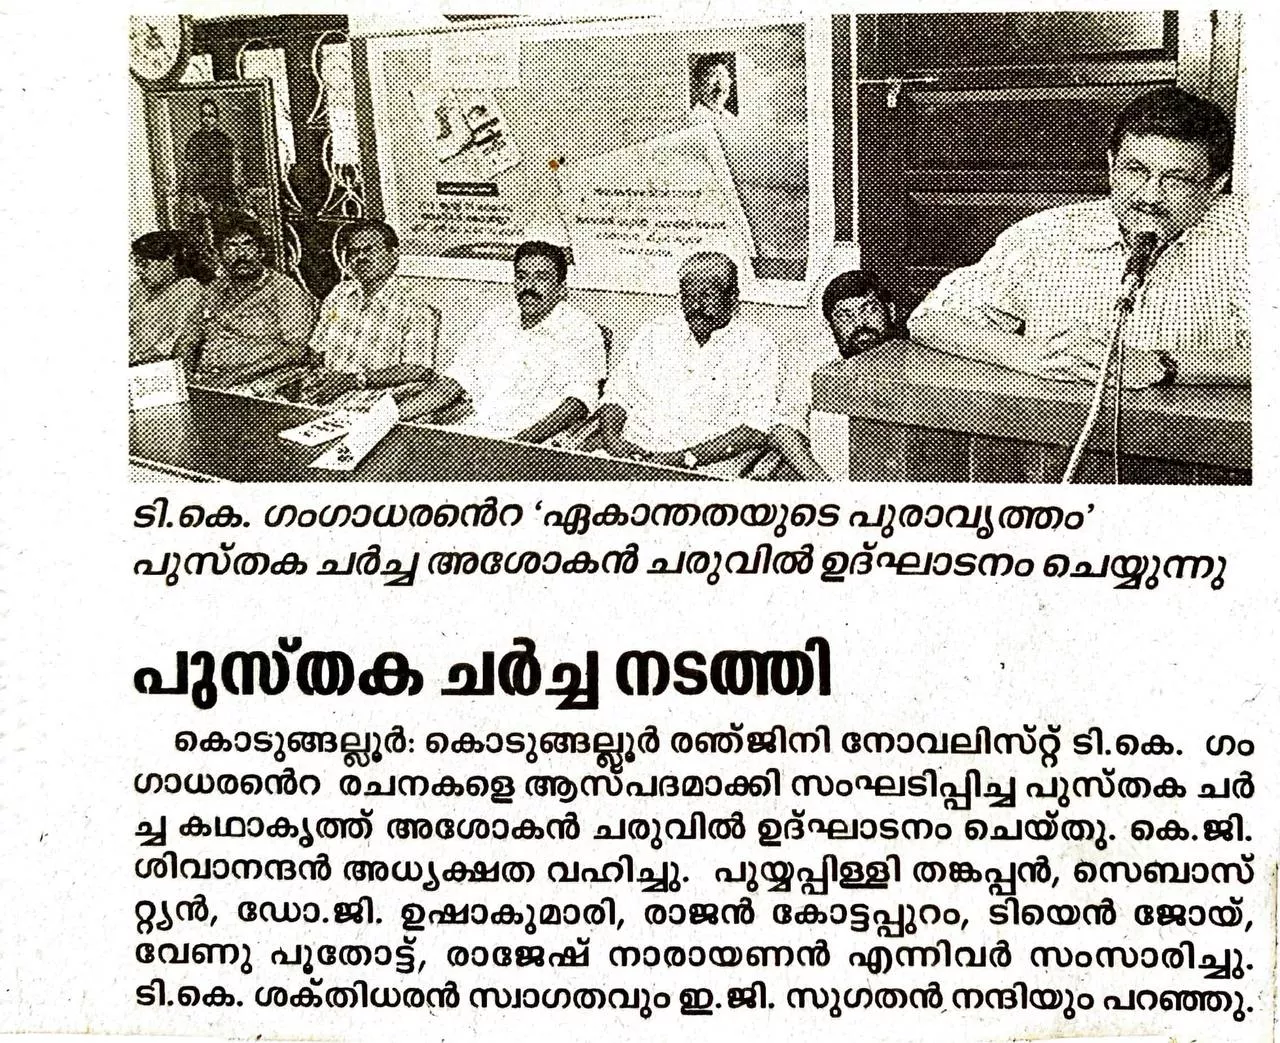 ടി.കെ. ഗംഗാധരൻെറ ‘ഏകാന്തതയുടെ പുരാവൃത്തം’
പുസ്തക ചർച്ച അശോകൻ ചരുവിൽ ഉദ്ഘാടനം ചെയ്യുന്നു
പുസ്തക ചർച്ച നടത്തി
കൊടുങ്ങല്ലൂർ: കൊടുങ്ങല്ലൂർ രഞ്ജിനി നോവലിസ്റ്റ് ടി.കെ. ഗം
ഗാധരൻെറ രചനകളെ ആസ്പദമാക്കി സംഘടിപ്പിച്ച പുസ്തക ചർ
ച്ച കഥാകൃത്ത് അശോകൻ ചരുവിൽ ഉദ്ഘാടനം ചെയ്തു. കെ.ജി.
ശിവാനന്ദൻ അധ്യക്ഷത വഹിച്ചു. പുയ്യപ്പിള്ളി തങ്കപ്പൻ, സെബാസ്
റ്റ്യൻ, ഡോ.ജി. ഉഷാകുമാരി, രാജൻ കോട്ടപ്പുറം, ടിയെൻ ജോയ്,
വേണു പൂതോട്ട്, രാജേഷ് നാരായണൻ എന്നിവർ സംസാരിച്ചു.
ടി.കെ. ശക്തിധരൻ സ്വാഗതവും ഇ.ജി. സുഗതൻ നന്ദിയും പറഞ്ഞു.